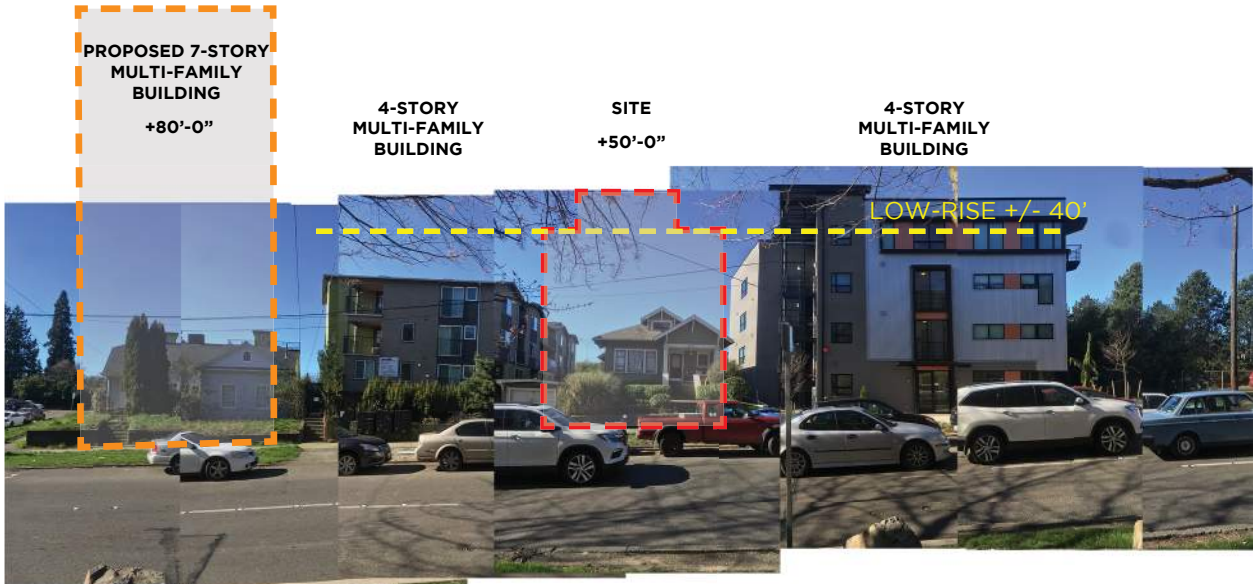 PROPOSED 7-STORY
MULTI-FAMILY
BUILDING
+80’-0”
4-STORY
MULTI-FAMILY
BUILDING
SITE
+50’-0”
4-STORY
MULTI-FAMILY
BUILDING
LOW-RISE +/- 40’